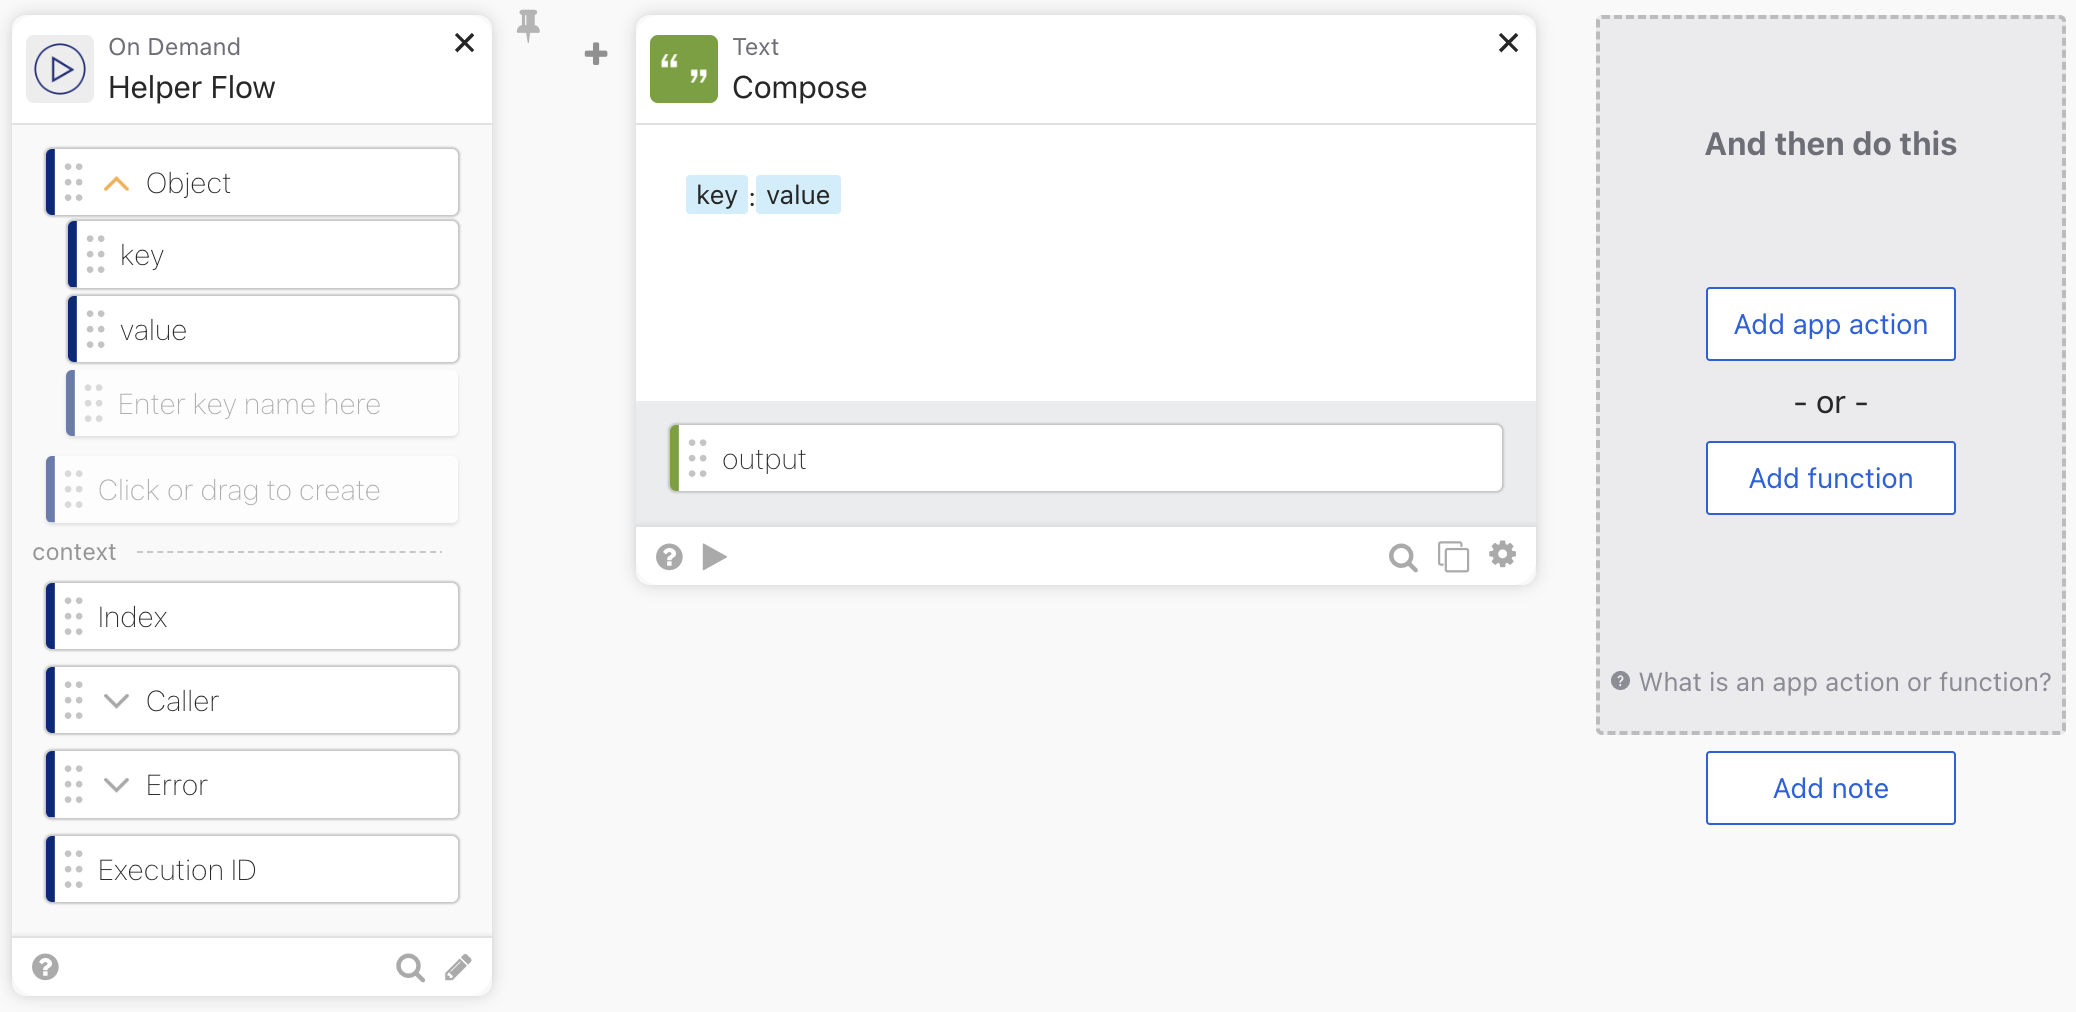 On Demand
Helper Flow
Object
key
value
Enter key name here
Click or drag to create
context
Index
Caller
Error
Execution ID
“ ”
Text
Compose
key : value
output
And then do this
Add app action
- or -
Add function
What is an app action or function?
Add note